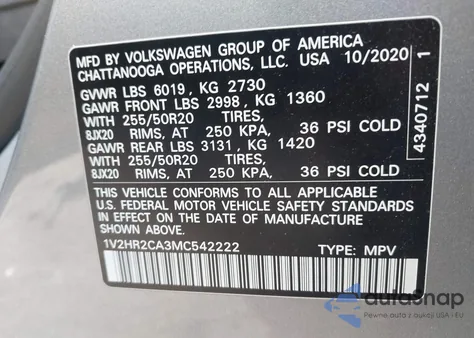 MFD BY VOLKSWAGEN GROUP OF AMERICA
CHATTANOOGA OPERATIONS, LLC. USA 10/2020
GVWR LBS 6019, KG 2730
GAWR FRONT LBS 2998, KG 1360
WITH 255/50R20 TIRES,
8JX20 RIMS, AT 250 KPA, 36 PSI COLD
GAWR REAR LBS 3131, KG 1420
WITH 255/50R20 TIRES,
8JX20 RIMS, AT 250 KPA, 36 PSI COLD
THIS VEHICLE CONFORMS TO ALL APPLICABLE
U.S. FEDERAL MOTOR VEHICLE SAFETY STANDARDS
IN EFFECT ON THE DATE OF MANUFACTURE
SHOWN ABOVE.
1V2HR2CA3MC542222 TYPE: MPV
4340712 1
autosnap
Pewne auto z USA i EU